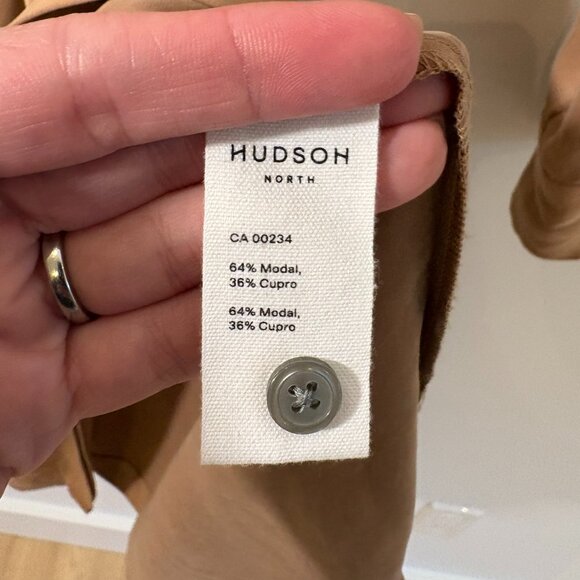 HUDSON
NORTH
CA 00234
64% Modal,
36% Cupro
64% Modal,
36% Cupro